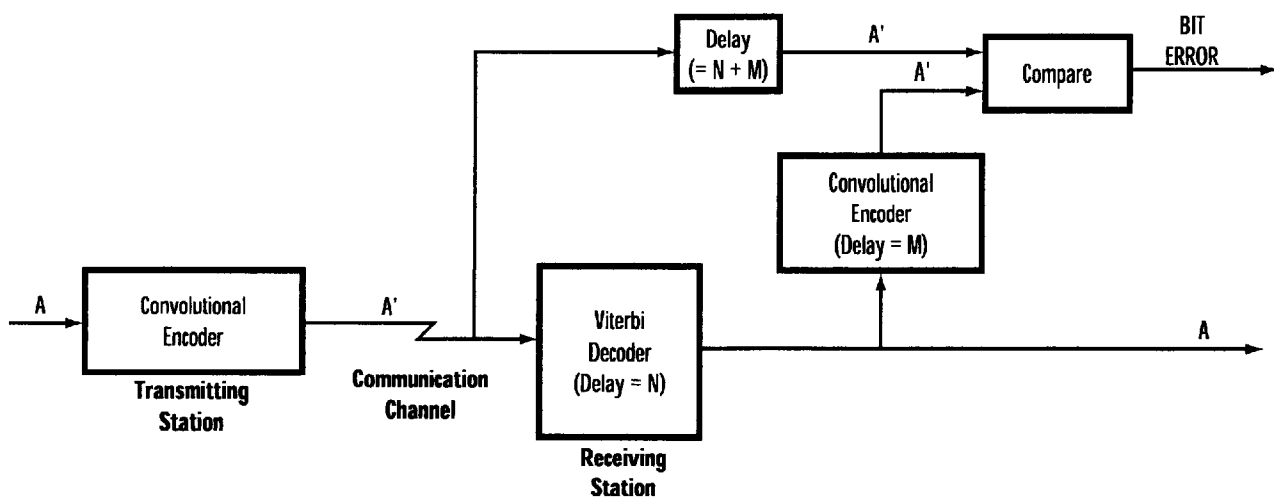 Delay
(= N + M)
A'
A'
Compare
BIT
ERROR
Convolutional
Encoder
(Delay = M)
A
Convolutional
Encoder
A'
Transmitting
Station
Communication
Channel
Viterbi
Decoder
(Delay = N)
Receiving
Station
A